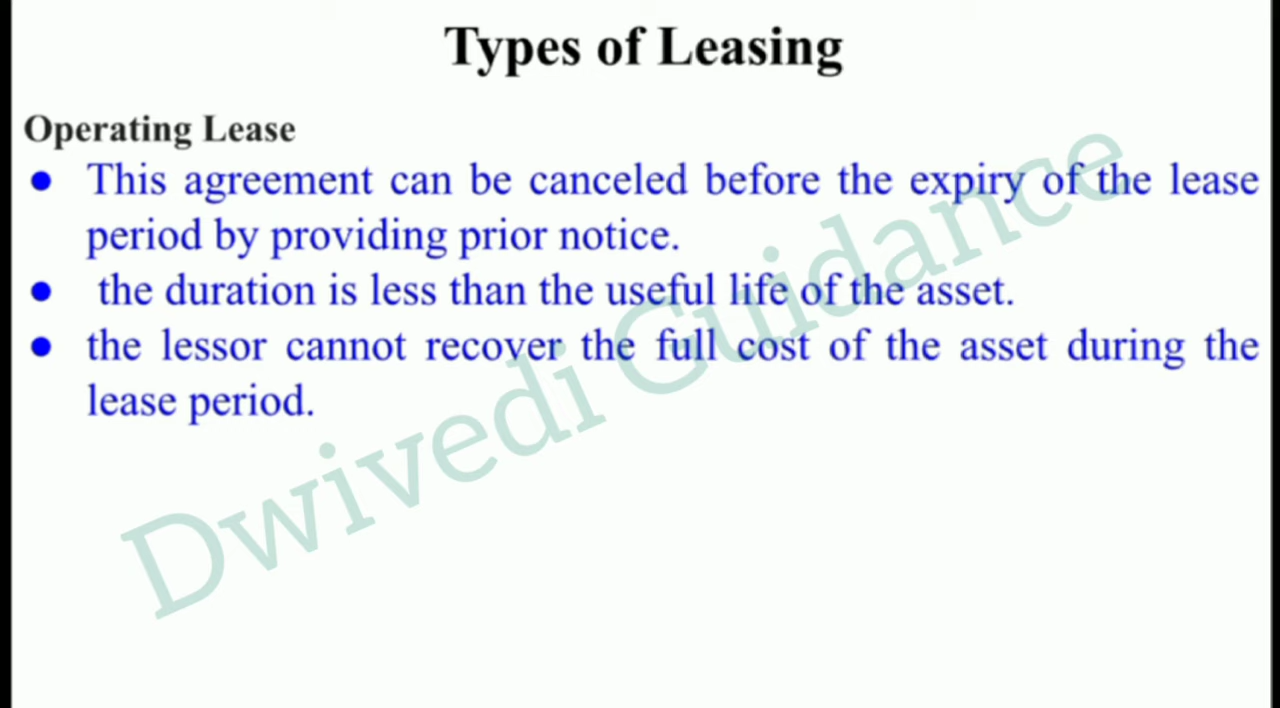 Types of Leasing
Operating Lease
● This agreement can be canceled before the expiry of the lease
period by providing prior notice.
● the duration is less than the useful life of the asset.
● the lessor cannot recover the full cost of the asset during the
lease period.
Dwivedi Guidance